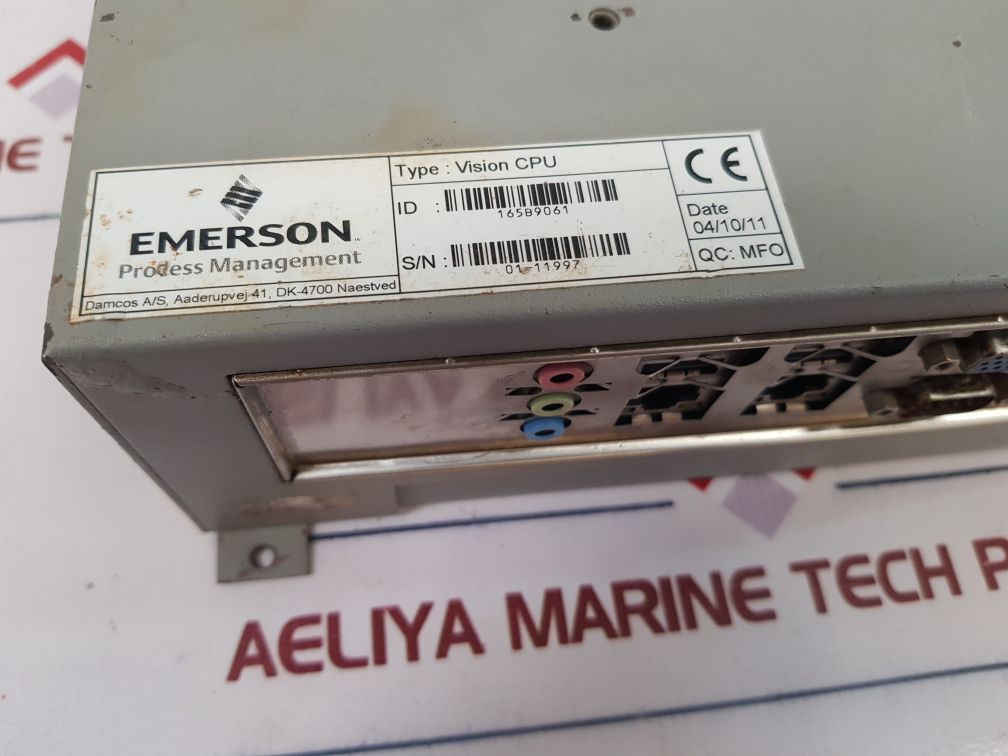 EMERSON
Process Management
Damcos A/S, Aaderupvej 41, DK-4700 Naestved
Type : Vision CPU
ID :
165B9061
S/N :
01-11997
CE
Date
04/10/11
QC: MFO
AELIYA MARINE TECH P